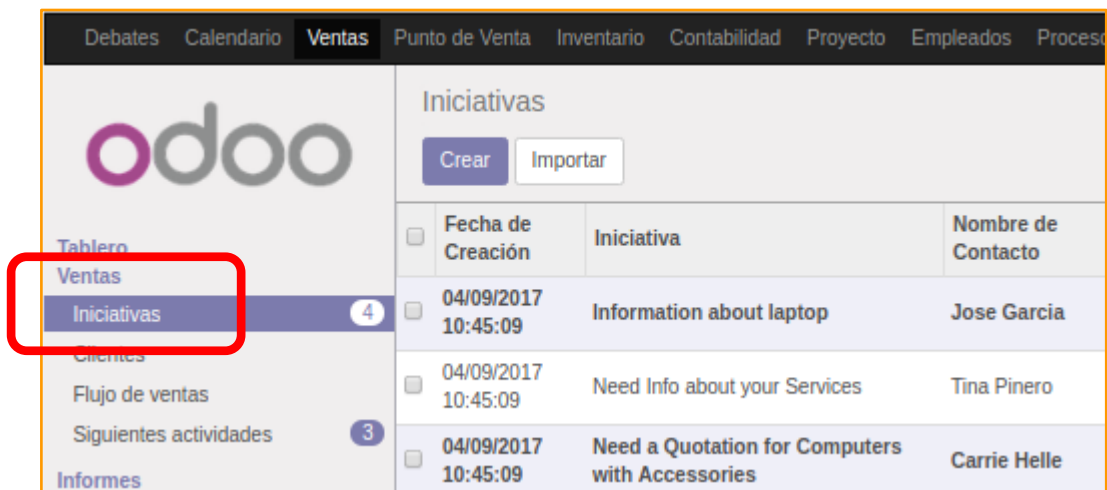 Debates Calendario Ventas Punto de Venta Inventario Contabilidad Proyecto Empleados Proceso
odoo
Tablero
Ventas
Iniciativas 4
Clientes
Flujo de ventas
Siguientes actividades 3
Informes
Iniciativas
Crear Importar
Fecha de Creación Iniciativa Nombre de Contacto
04/09/2017 10:45:09 Information about laptop Jose Garcia
04/09/2017 10:45:09 Need Info about your Services Tina Pinero
04/09/2017 10:45:09 Need a Quotation for Computers with Accessories Carrie Helle